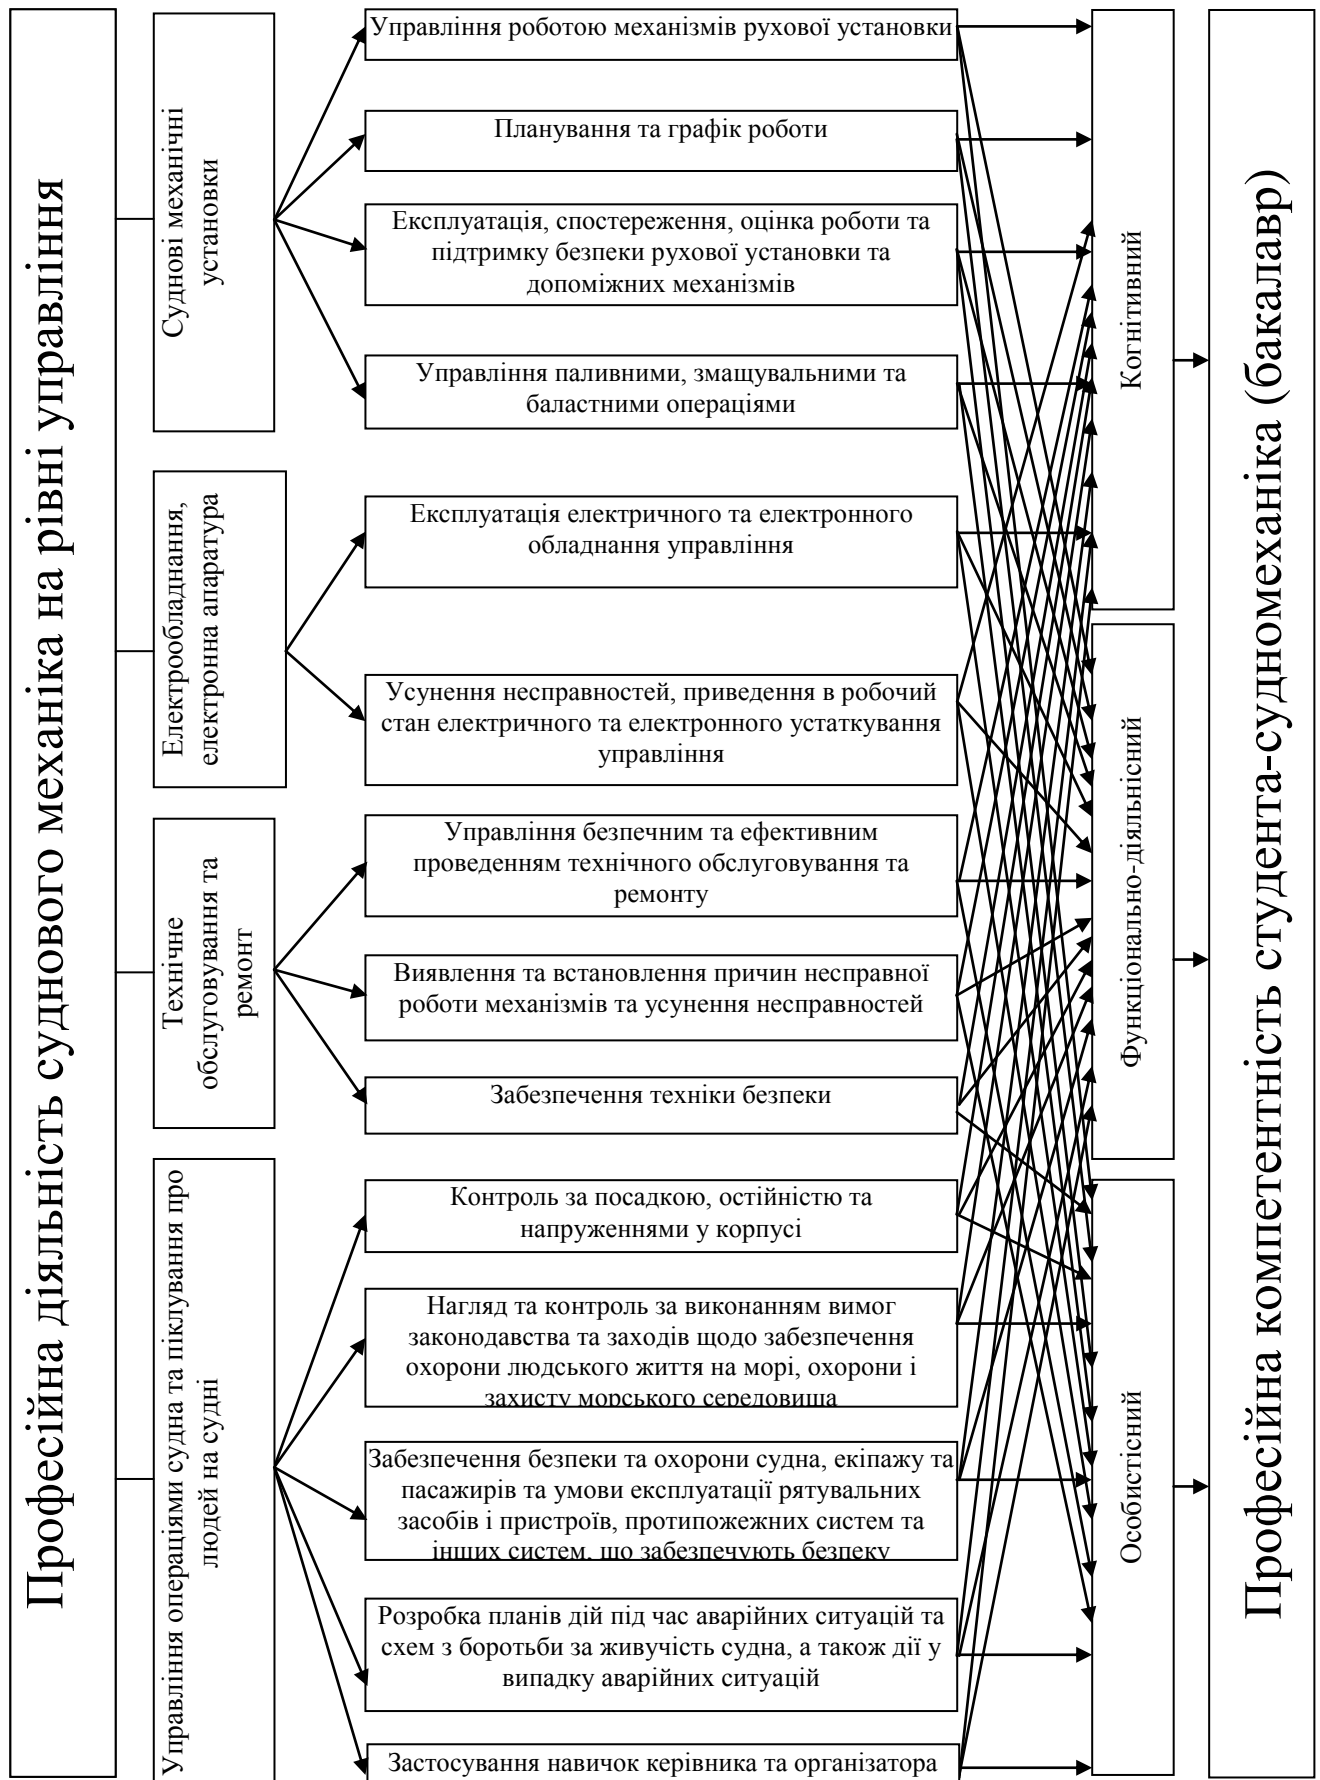 Професійна діяльність суднового механіка на рівні управління
Суднові механічні
установки
Електрообладнання,
електронна апаратура
Технічне
обслуговування та
ремонт
Управління операціями судна та піклування про
людей на судні
Управління роботою механізмів рухової установки
Планування та графік роботи
Експлуатація, спостереження, оцінка роботи та
підтримку безпеки рухової установки та
допоміжних механізмів
Управління паливними, змащувальними та
баластними операціями
Експлуатація електричного та електронного
обладнання управління
Усунення несправностей, приведення в робочий
стан електричного та електронного устаткування
управління
Управління безпечним та ефективним
проведенням технічного обслуговування та
ремонту
Виявлення та встановлення причин несправної
роботи механізмів та усунення несправностей
Забезпечення техніки безпеки
Контроль за посадкою, остійністю та
напруженнями у корпусі
Нагляд та контроль за виконанням вимог
законодавства та заходів щодо забезпечення
охорони людського життя на морі, охорони і
захисту морського середовища
Забезпечення безпеки та охорони судна, екіпажу та
пасажирів та умови експлуатації рятувальних
засобів і пристроїв, протипожежних систем та
інших систем, що забезпечують безпеку
Розробка планів дій під час аварійних ситуацій та
схем з боротьби за живучість судна, а також дії у
випадку аварійних ситуацій
Застосування навичок керівника та організатора
Когнітивний
Функціонально-діяльнісний
Особистісний
Професійна компетентність студента-судномеханіка (бакалавр)